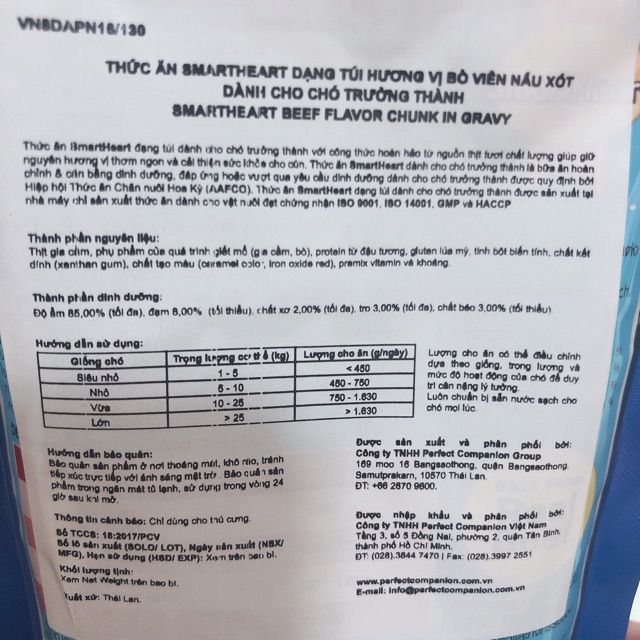 VN8DAPN16/130
THỨC ĂN SMARTHEART DẠNG TÚI HƯƠNG VỊ BÒ VIÊN NẤU XỐT
DÀNH CHO CHÓ TRƯỞNG THÀNH
SMARTHEART BEEF FLAVOR CHUNK IN GRAVY
Thức ăn SmartHeart dạng túi dành cho chó trưởng thành với công thức hoàn hảo từ nguồn thịt tươi chất lượng giúp giữ
nguyên hương vị thơm ngon và cải thiện sức khỏe cho cún. Thức ăn SmartHeart dành cho chó trưởng thành là bữa ăn hoàn
chỉnh & cân bằng dinh dưỡng, đáp ứng hoặc vượt qua yêu cầu dinh dưỡng dành cho chó trưởng thành được quy định bởi
Hiệp hội Thức Ăn Chăn nuôi Hoa Kỳ (AAFCO). Thức ăn SmartHeart dạng túi dành cho chó trưởng thành được sản xuất tại
nhà máy chỉ sản xuất thức ăn dành cho vật nuôi đạt chứng nhận ISO 9001, ISO 14001, GMP và HACCP
Thành phần nguyên liệu:
Thịt gia cầm, phụ phẩm của quá trình giết mổ (gia cầm, bò), protein từ đậu tương, gluten lúa mỳ, tinh bột biến tính, chất kết
dính (xanthan gum), chất tạo màu (caramel color, iron oxide red), premix vitamin và khoáng.
Thành phần dinh dưỡng:
Độ ẩm 85,00% (tối đa), đạm 8,00% (tối thiểu), chất xơ 2,00% (tối đa), tro 3,00% (tối đa), chất béo 3,00% (tối thiểu)
Hướng dẫn sử dụng:
Giống chó Trọng lượng cơ thể (kg) Lượng cho ăn (g/ngày)
Siêu nhỏ 1 - 5 < 450
Nhỏ 5 - 10 450 - 750
Vừa 10 - 25 750 - 1.630
Lớn > 25 > 1.630
Lượng cho ăn có thể điều chỉnh
dựa theo giống, trọng lượng và
mức độ hoạt động của chó để duy
trì cân nặng lý tưởng.
Luôn chuẩn bị sẵn nước sạch cho
chó mọi lúc.
Hướng dẫn bảo quản:
Bảo quản sản phẩm ở nơi thoáng mát, khô ráo, tránh
tiếp xúc trực tiếp với ánh sáng mặt trời. Bảo quản sản
phẩm trong ngăn mát tủ lạnh, sử dụng trong vòng 24
giờ sau khi mở.
Thông tin cảnh báo: Chỉ dùng cho thú cưng.
Số TCCS: 18:2017/PCV
Số lô sản xuất (SOLO/ LOT), Ngày sản xuất (NSX/
MFG), Hạn sử dụng (HSD/ EXP): Xem trên bao bì.
Khối lượng tịnh:
Xem Net Weight trên bao bì.
Xuất xứ: Thái Lan.
Được sản xuất và phân phối bởi:
Công ty TNHH Perfect Companion Group
169 moo 16 Bangsaothong, quận Bangsaothong,
Samutprakarn, 10570 Thái Lan.
ĐT: +66 2670 9600.
Được nhập khẩu và phân phối bởi:
Công ty TNHH Perfect Companion Việt Nam
Tầng 3, số 5 Đồng Nai, phường 2, quận Tân Bình,
thành phố Hồ Chí Minh.
ĐT: (028).3844 7470 | Fax: (028).3997 2551
www.perfectcompanion.com.vn
E-mail: info@perfectcompanion.com.vn